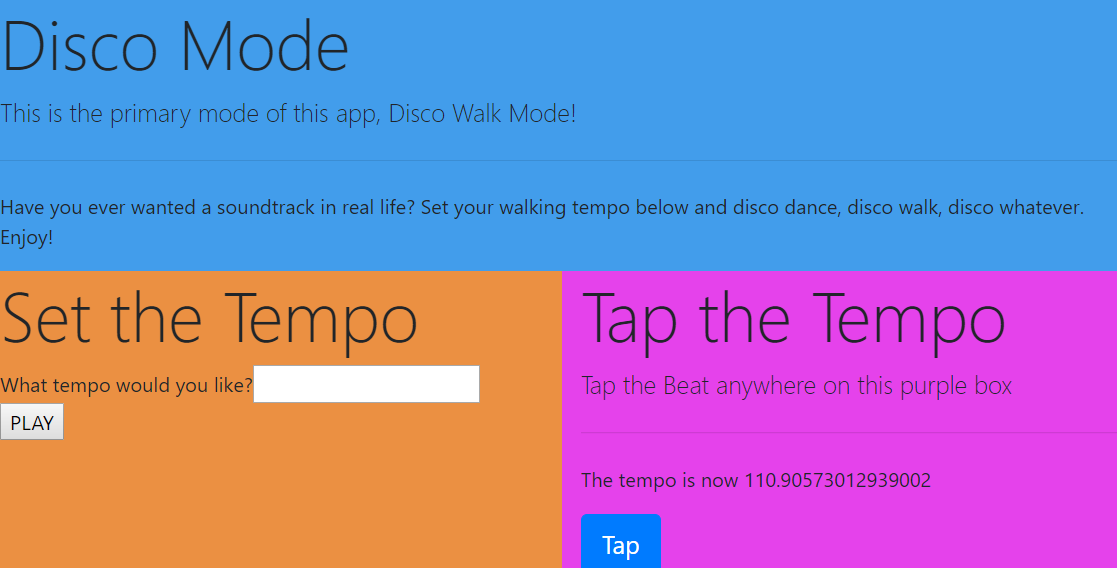 Disco Mode
This is the primary mode of this app, Disco Walk Mode!
Have you ever wanted a soundtrack in real life? Set your walking tempo below and disco dance, disco walk, disco whatever.
Enjoy!
Set the Tempo
What tempo would you like?
PLAY
Tap the Tempo
Tap the Beat anywhere on this purple box
The tempo is now 110.90573012939002
Tap